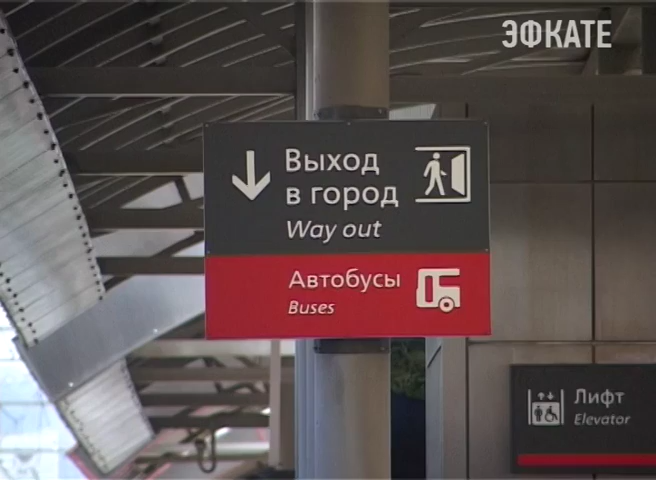 ЭФКАТЕ
Выход
в город
Way out
Автобусы
Buses
Лифт
Elevator